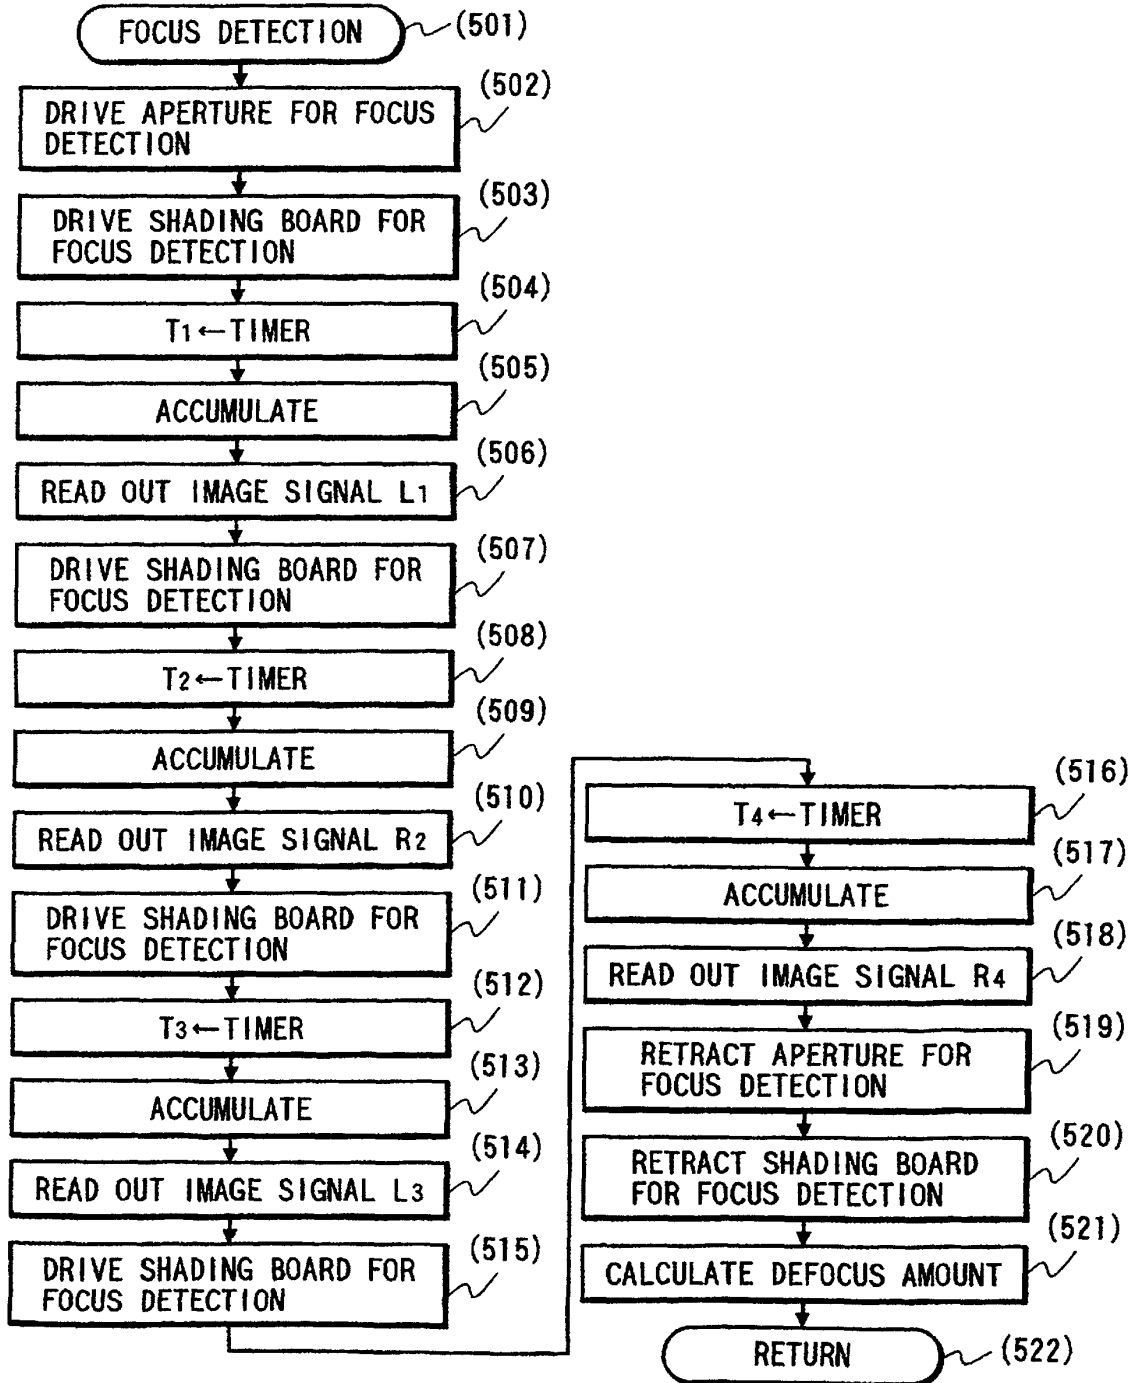 FOCUS DETECTION
(501)
DRIVE APERTURE FOR FOCUS
DETECTION
(502)
DRIVE SHADING BOARD FOR
FOCUS DETECTION
(503)
T1←TIMER
(504)
ACCUMULATE
(505)
READ OUT IMAGE SIGNAL L1
(506)
DRIVE SHADING BOARD FOR
FOCUS DETECTION
(507)
T2←TIMER
(508)
ACCUMULATE
(509)
READ OUT IMAGE SIGNAL R2
(510)
DRIVE SHADING BOARD FOR
FOCUS DETECTION
(511)
T3←TIMER
(512)
ACCUMULATE
(513)
READ OUT IMAGE SIGNAL L3
(514)
DRIVE SHADING BOARD FOR
FOCUS DETECTION
(515)
T4←TIMER
(516)
ACCUMULATE
(517)
READ OUT IMAGE SIGNAL R4
(518)
RETRACT APERTURE FOR
FOCUS DETECTION
(519)
RETRACT SHADING BOARD
FOR FOCUS DETECTION
(520)
CALCULATE DEFOCUS AMOUNT
(521)
RETURN
(522)